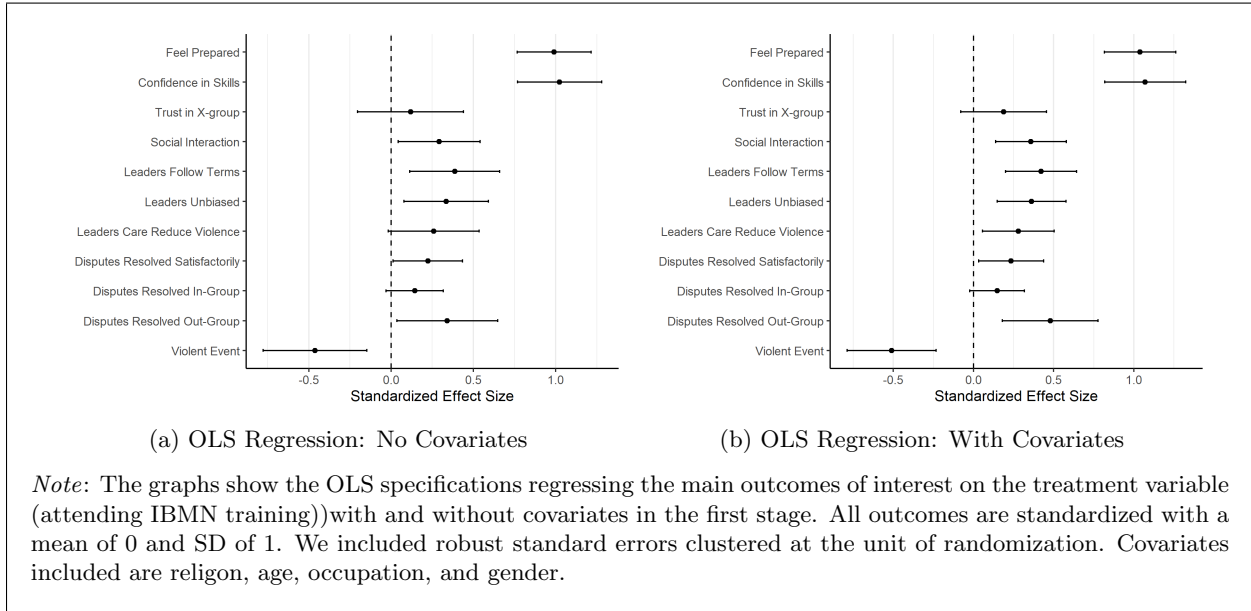 Feel Prepared
Confidence in Skills
Trust in X-group
Social Interaction
Leaders Follow Terms
Leaders Unbiased
Leaders Care Reduce Violence
Disputes Resolved Satisfactorily
Disputes Resolved In-Group
Disputes Resolved Out-Group
Violent Event
-0.5 0.0 0.5 1.0
Standardized Effect Size
(a) OLS Regression: No Covariates
Feel Prepared
Confidence in Skills
Trust in X-group
Social Interaction
Leaders Follow Terms
Leaders Unbiased
Leaders Care Reduce Violence
Disputes Resolved Satisfactorily
Disputes Resolved In-Group
Disputes Resolved Out-Group
Violent Event
-0.5 0.0 0.5 1.0
Standardized Effect Size
(b) OLS Regression: With Covariates
Note: The graphs show the OLS specifications regressing the main outcomes of interest on the treatment variable
(attending IBMN training))with and without covariates in the first stage. All outcomes are standardized with a
mean of 0 and SD of 1. We included robust standard errors clustered at the unit of randomization. Covariates
included are religon, age, occupation, and gender.